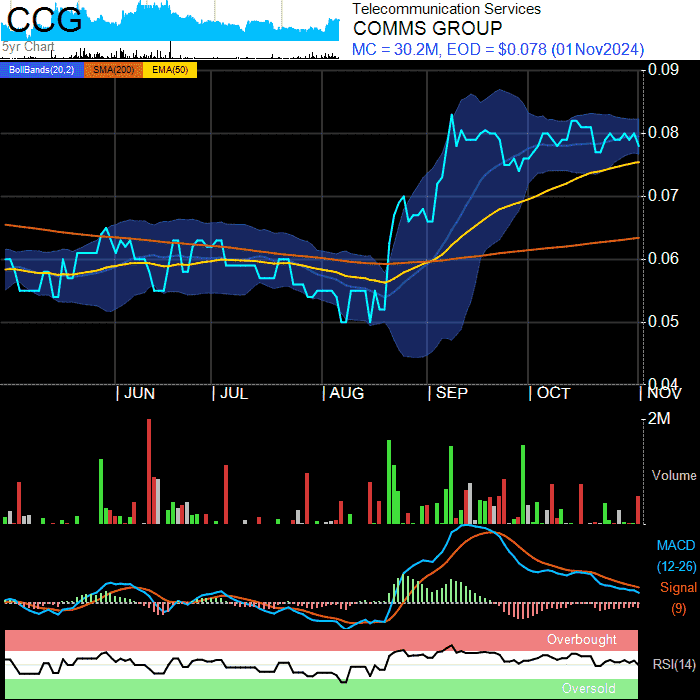 CCG
5yr Chart
Telecommunication Services
COMMS GROUP
MC = 30.2M, EOD = $0.078 (01Nov2024)
BollBands(20,2) SMA(200) EMA(50)
0.09
0.08
0.07
0.06
0.05
0.04
JUN JUL AUG SEP OCT NOV
2M
Volume
MACD
(12-26)
Signal
(9)
Overbought
RSI(14)
Oversold